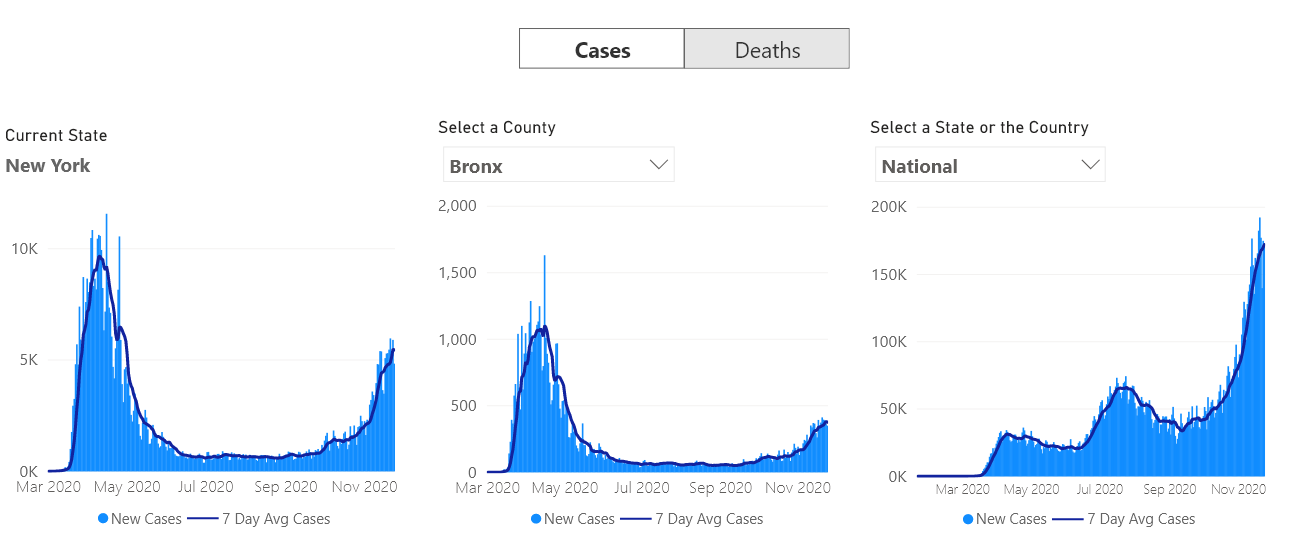 Cases Deaths
Current State
New York
Select a County
Bronx
Select a State or the Country
National
10K
5K
0K
Mar 2020 May 2020 Jul 2020 Sep 2020 Nov 2020
New Cases 7 Day Avg Cases
2,000
1,500
1,000
500
0
Mar 2020 May 2020 Jul 2020 Sep 2020 Nov 2020
New Cases 7 Day Avg Cases
200K
150K
100K
50K
0K
Mar 2020 May 2020 Jul 2020 Sep 2020 Nov 2020
New Cases 7 Day Avg Cases